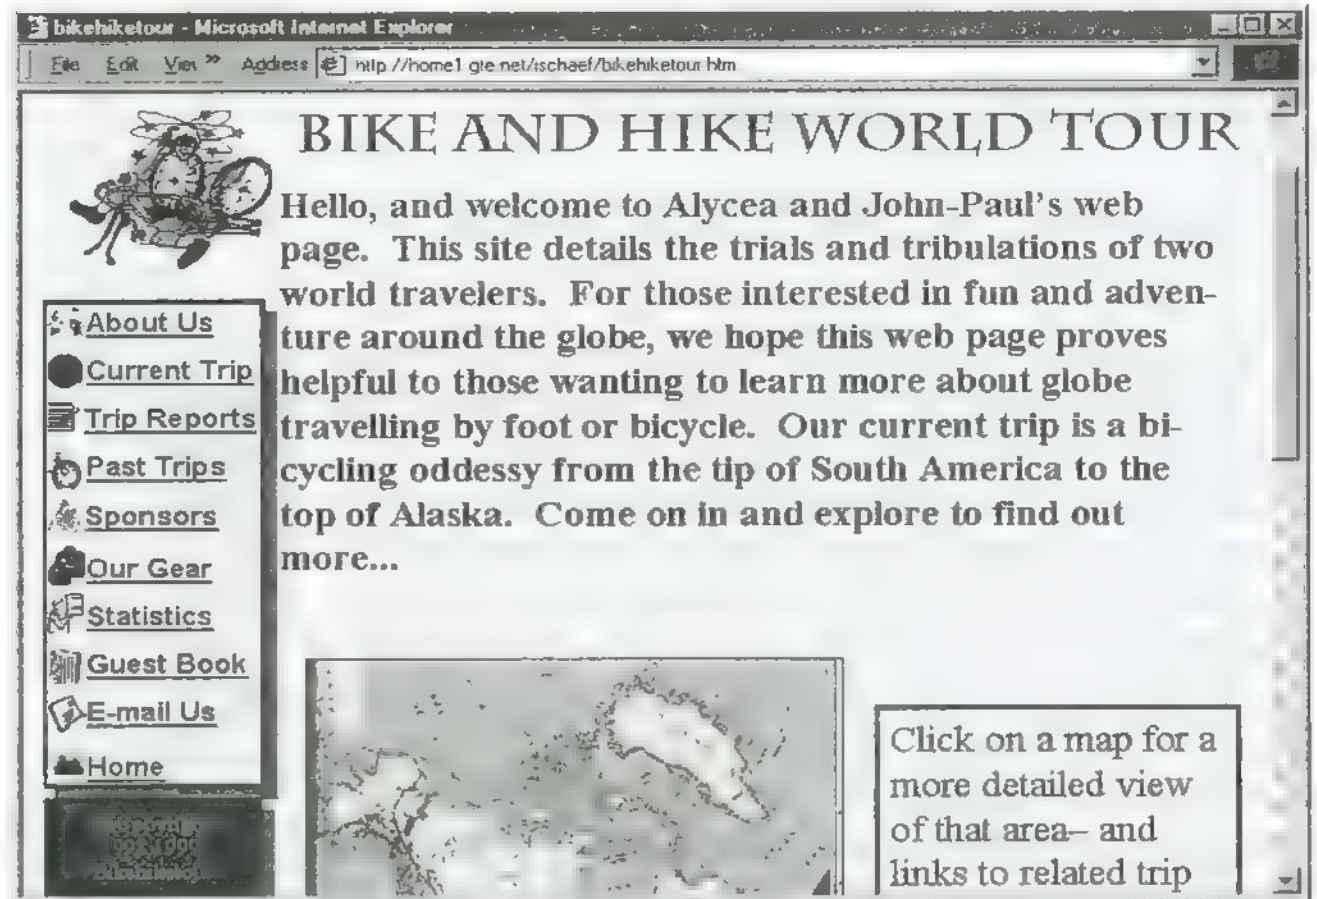 bikehiketour - Microsoft Internet Explorer
File Edit View » Address http://home1.gte.net/rschaef/bikehiketour.htm
BIKE AND HIKE WORLD TOUR
Hello, and welcome to Alycea and John-Paul's web
page. This site details the trials and tribulations of two
world travelers. For those interested in fun and adven-
ture around the globe, we hope this web page proves
helpful to those wanting to learn more about globe
travelling by foot or bicycle. Our current trip is a bi-
cycling oddessy from the tip of South America to the
top of Alaska. Come on in and explore to find out
more...
About Us
Current Trip
Trip Reports
Past Trips
Sponsors
Our Gear
Statistics
Guest Book
E-mail Us
Home
Click on a map for a
more detailed view
of that area– and
links to related trip